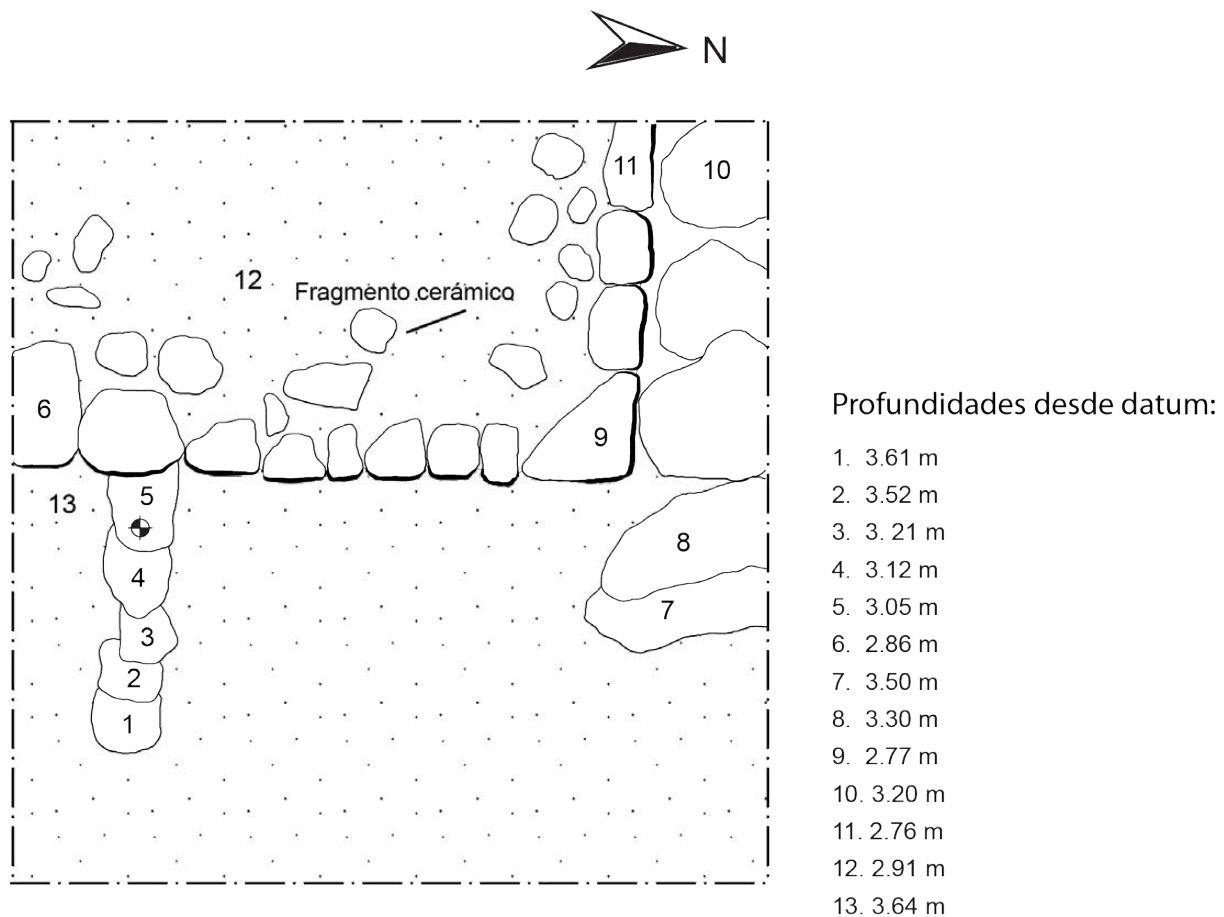 N
11
10
12
Fragmento cerámico
6
9
5
13
8
4
7
3
2
1
Profundidades desde datum:
1. 3.61 m
2. 3.52 m
3. 3. 21 m
4. 3.12 m
5. 3.05 m
6. 2.86 m
7. 3.50 m
8. 3.30 m
9. 2.77 m
10. 3.20 m
11. 2.76 m
12. 2.91 m
13. 3.64 m